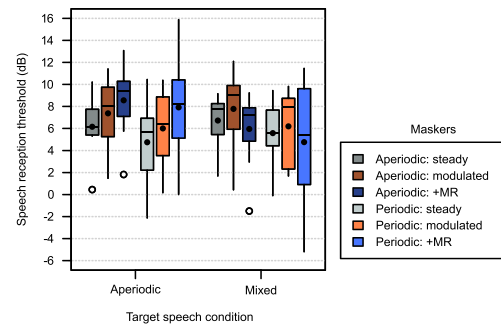 Speech reception threshold (dB)
16
14
12
10
8
6
4
2
0
-2
-4
-6
Aperiodic
Mixed
Target speech condition
Maskers
Aperiodic: steady
Aperiodic: modulated
Aperiodic: +MR
Periodic: steady
Periodic: modulated
Periodic: +MR